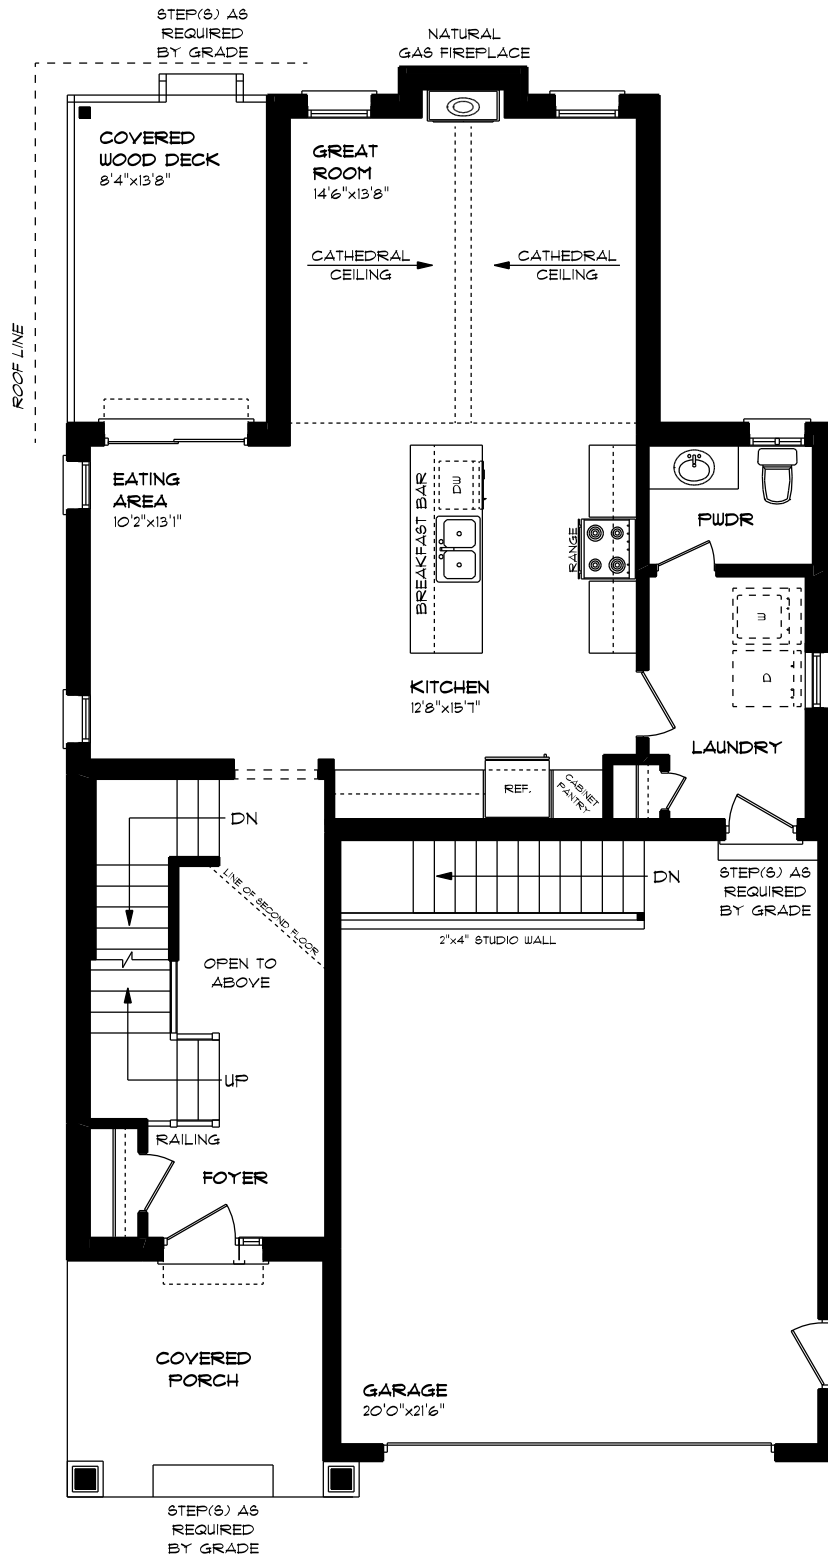 STEP(S) AS
REQUIRED
BY GRADE
NATURAL
GAS FIREPLACE
COVERED
WOOD DECK
8'4"x13'8"
GREAT
ROOM
14'6"x13'8"
CATHEDRAL
CEILING
CATHEDRAL
CEILING
ROOF LINE
EATING
AREA
10'2"x13'1"
BREAKFAST BAR
DW
RANGE
PWDR
W
D
KITCHEN
12'8"x15'7"
LAUNDRY
REF.
CABINET
PANTRY
DN
LINE OF SECOND FLOOR
DN
STEP(S) AS
REQUIRED
BY GRADE
2"x4" STUDIO WALL
OPEN TO
ABOVE
UP
RAILING
FOYER
COVERED
PORCH
GARAGE
20'0"x21'6"
STEP(S) AS
REQUIRED
BY GRADE